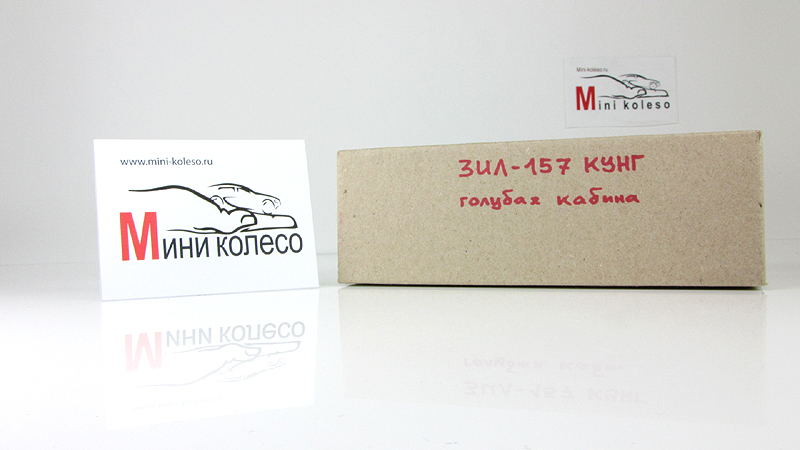 www.mini-koleso.ru
Мини колесо
Mini-koleso.ru
Mini koleso
ЗИЛ-157 КУНГ
голубая кабина